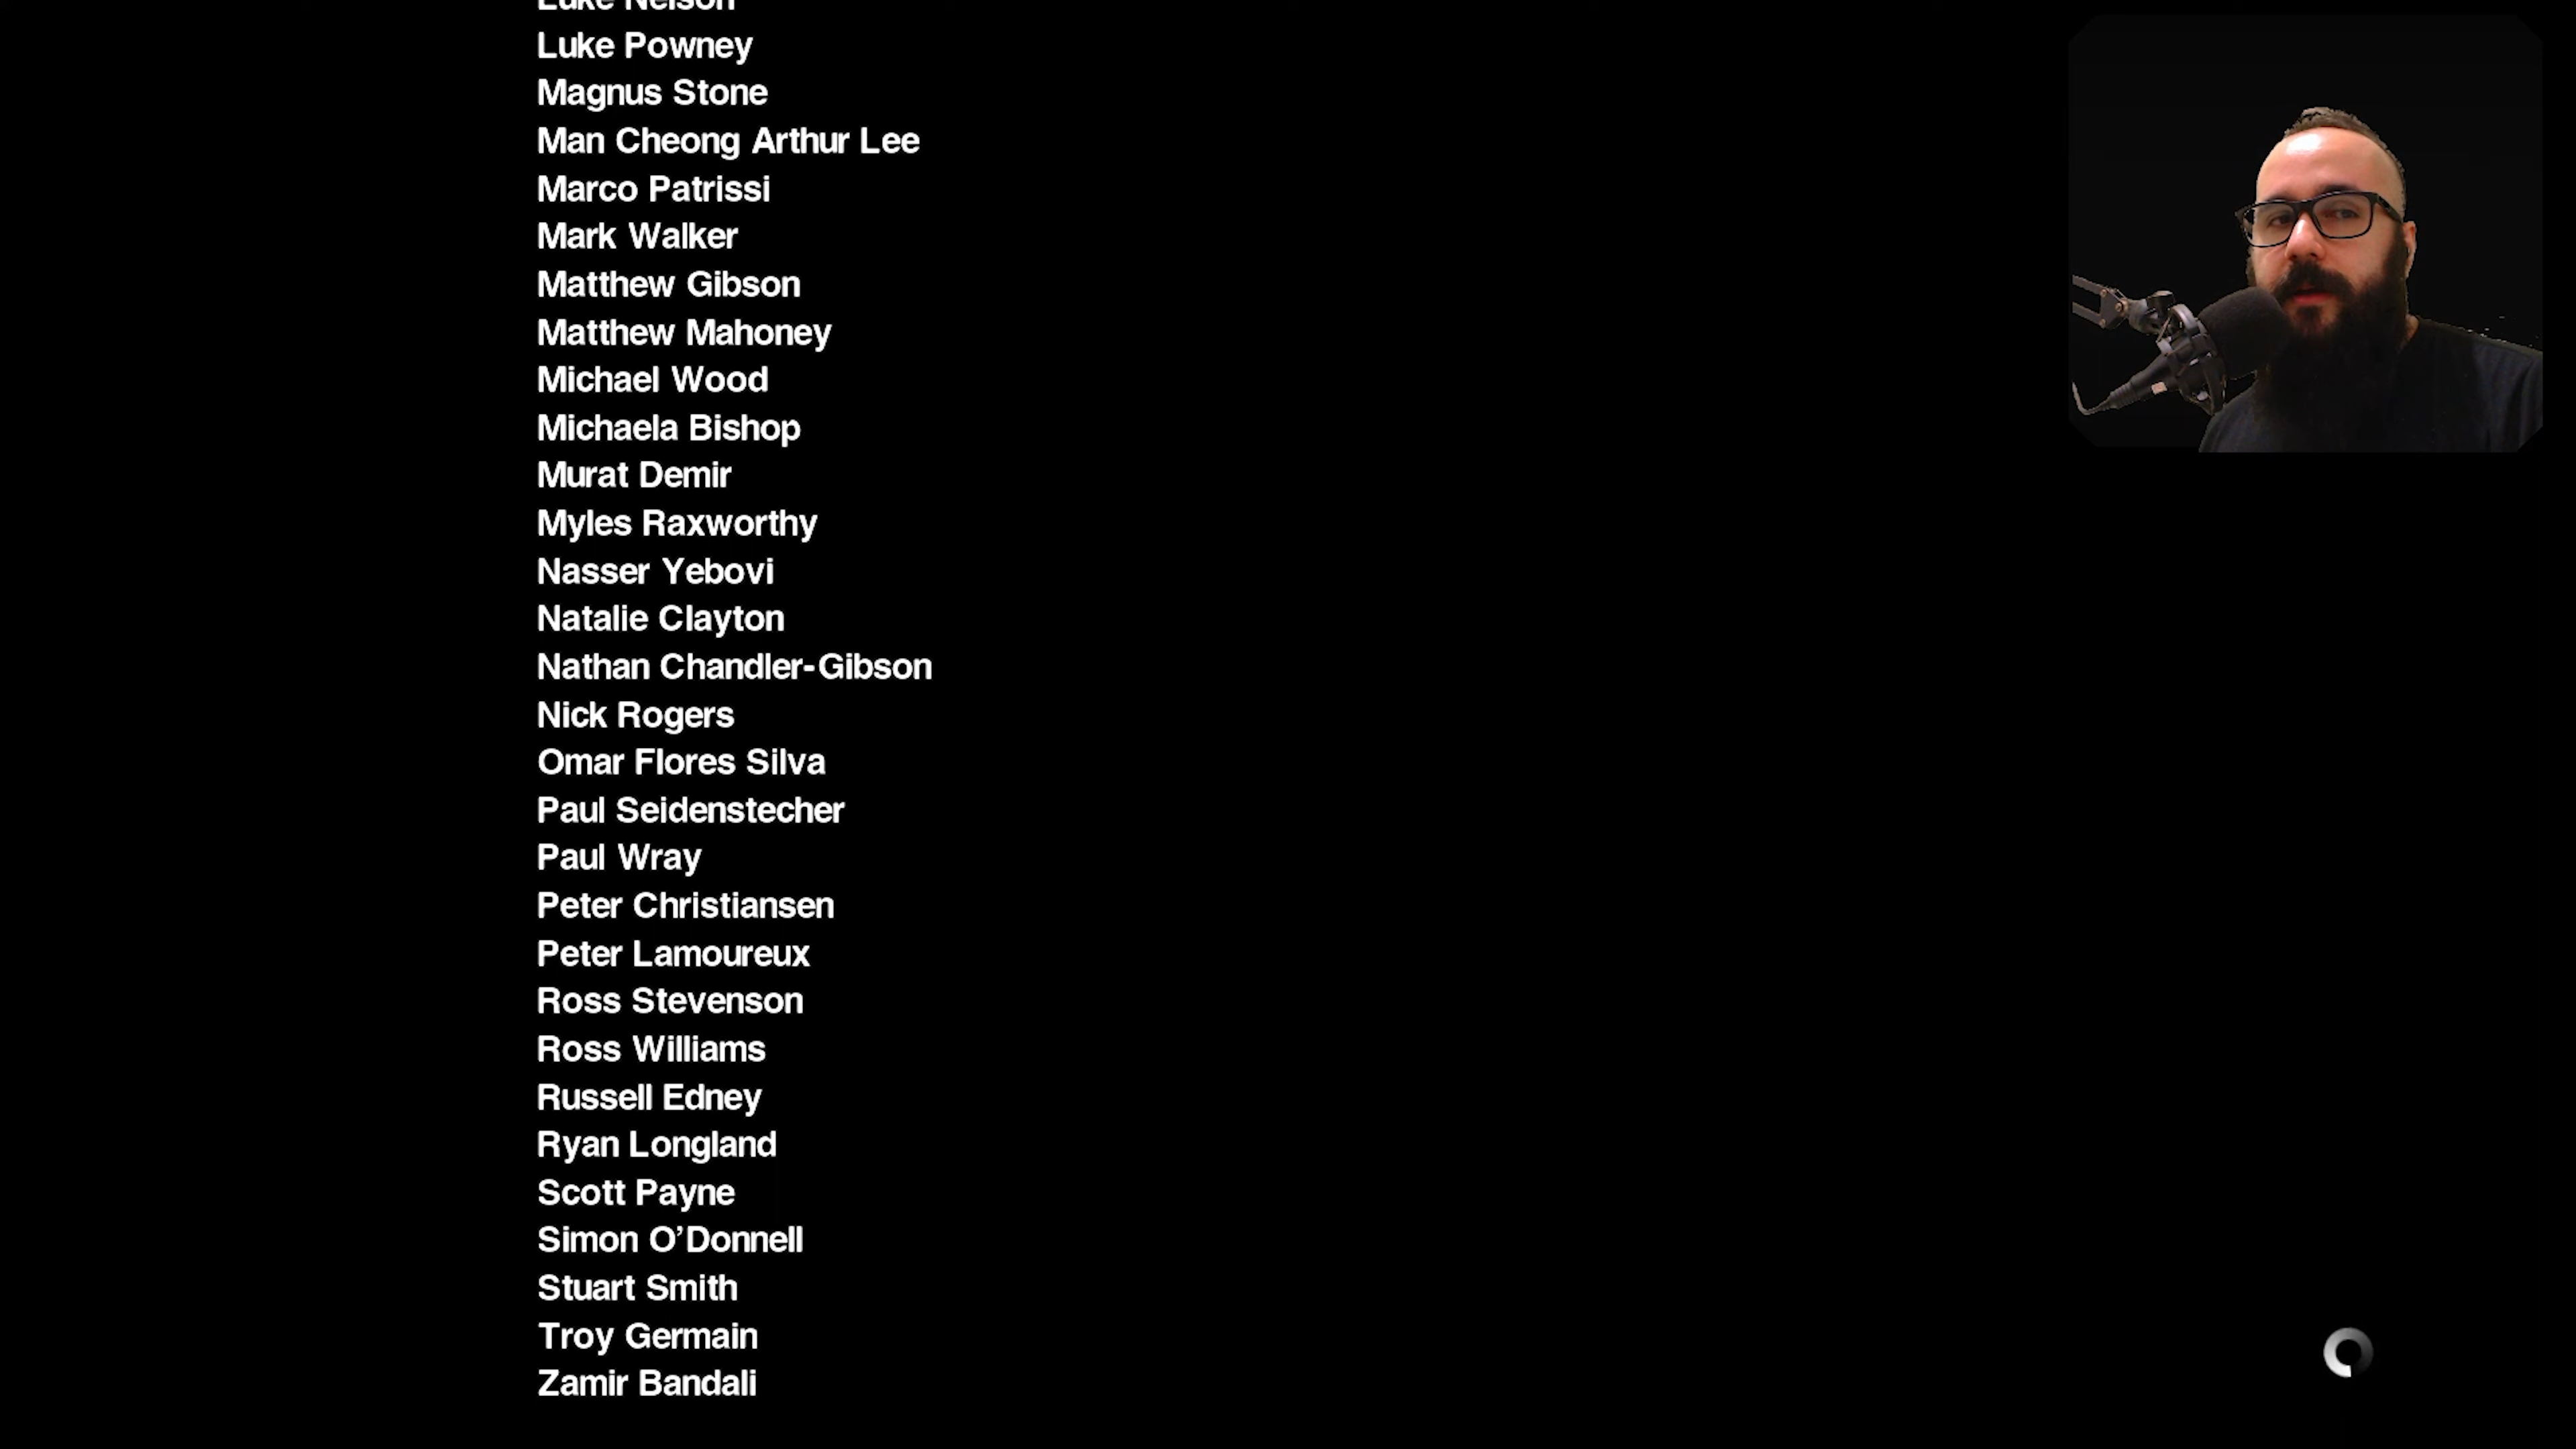 Luke Nelson
Luke Powney
Magnus Stone
Man Cheong Arthur Lee
Marco Patrissi
Mark Walker
Matthew Gibson
Matthew Mahoney
Michael Wood
Michaela Bishop
Murat Demir
Myles Raxworthy
Nasser Yebovi
Natalie Clayton
Nathan Chandler-Gibson
Nick Rogers
Omar Flores Silva
Paul Seidenstecher
Paul Wray
Peter Christiansen
Peter Lamoureux
Ross Stevenson
Ross Williams
Russell Edney
Ryan Longland
Scott Payne
Simon O’Donnell
Stuart Smith
Troy Germain
Zamir Bandali